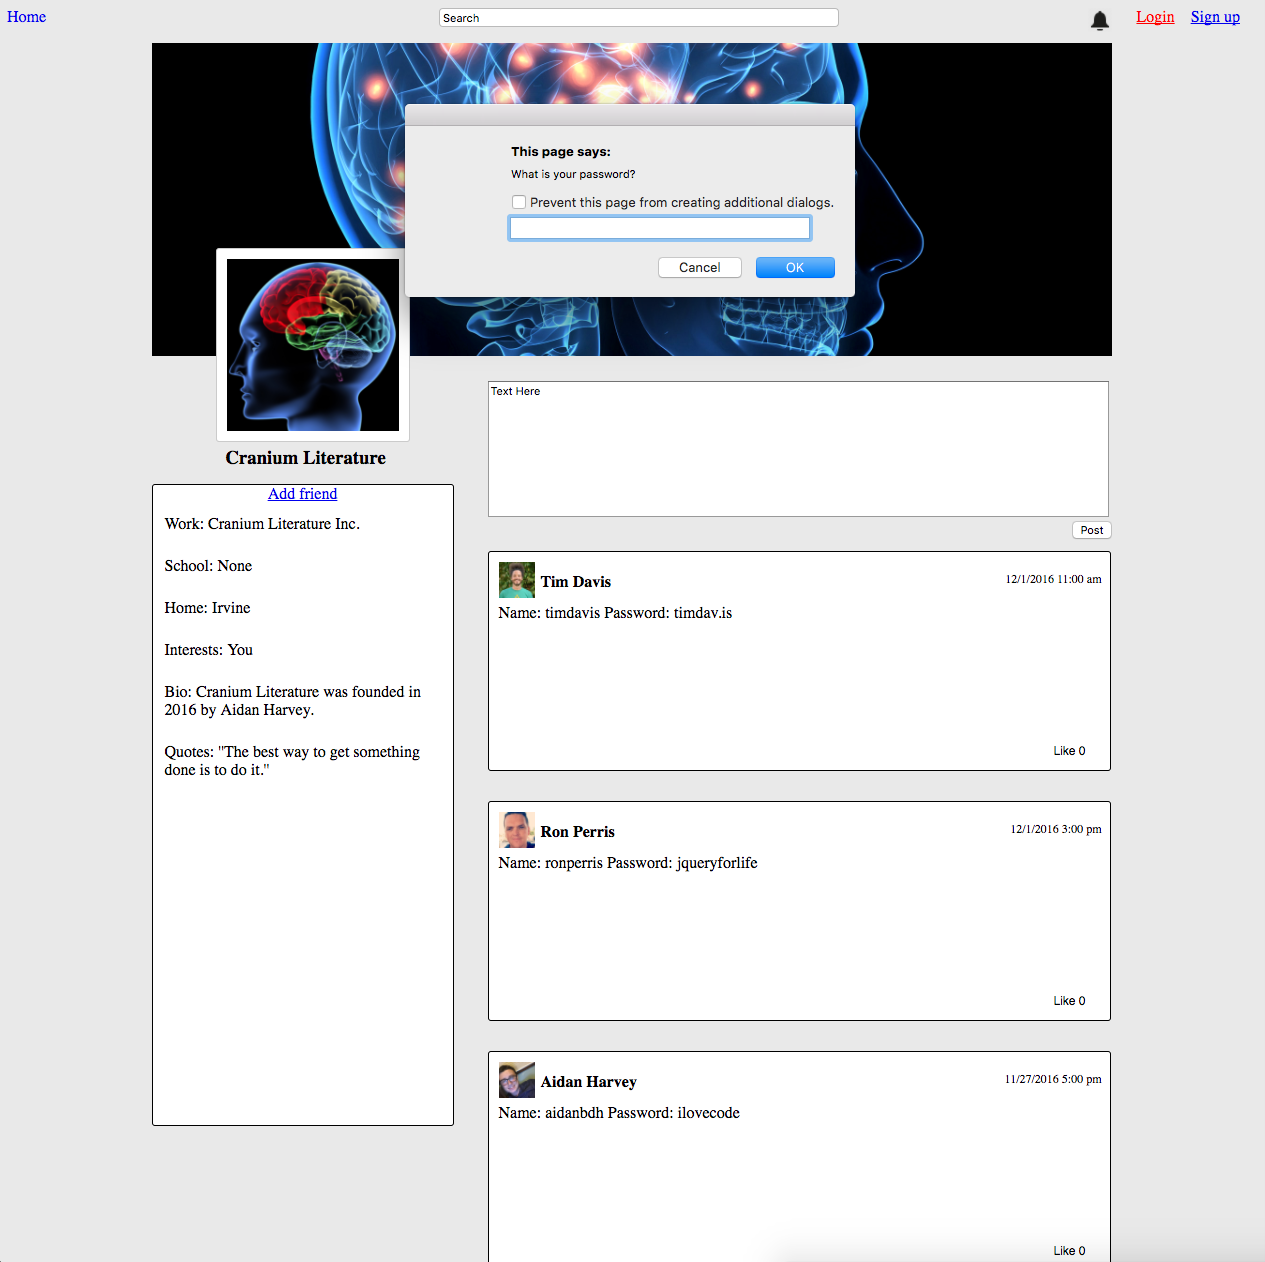 Home
Search
Login
Sign up
This page says:
What is your password?
Prevent this page from creating additional dialogs.
Cancel
OK
Cranium Literature
Add friend
Work: Cranium Literature Inc.
School: None
Home: Irvine
Interests: You
Bio: Cranium Literature was founded in
2016 by Aidan Harvey.
Quotes: "The best way to get something
done is to do it."
Text Here
Post
Tim Davis
12/1/2016 11:00 am
Name: timdavis Password: timdav.is
Like 0
Ron Perris
12/1/2016 3:00 pm
Name: ronperris Password: jqueryforlife
Like 0
Aidan Harvey
11/27/2016 5:00 pm
Name: aidanbdh Password: ilovecode
Like 0